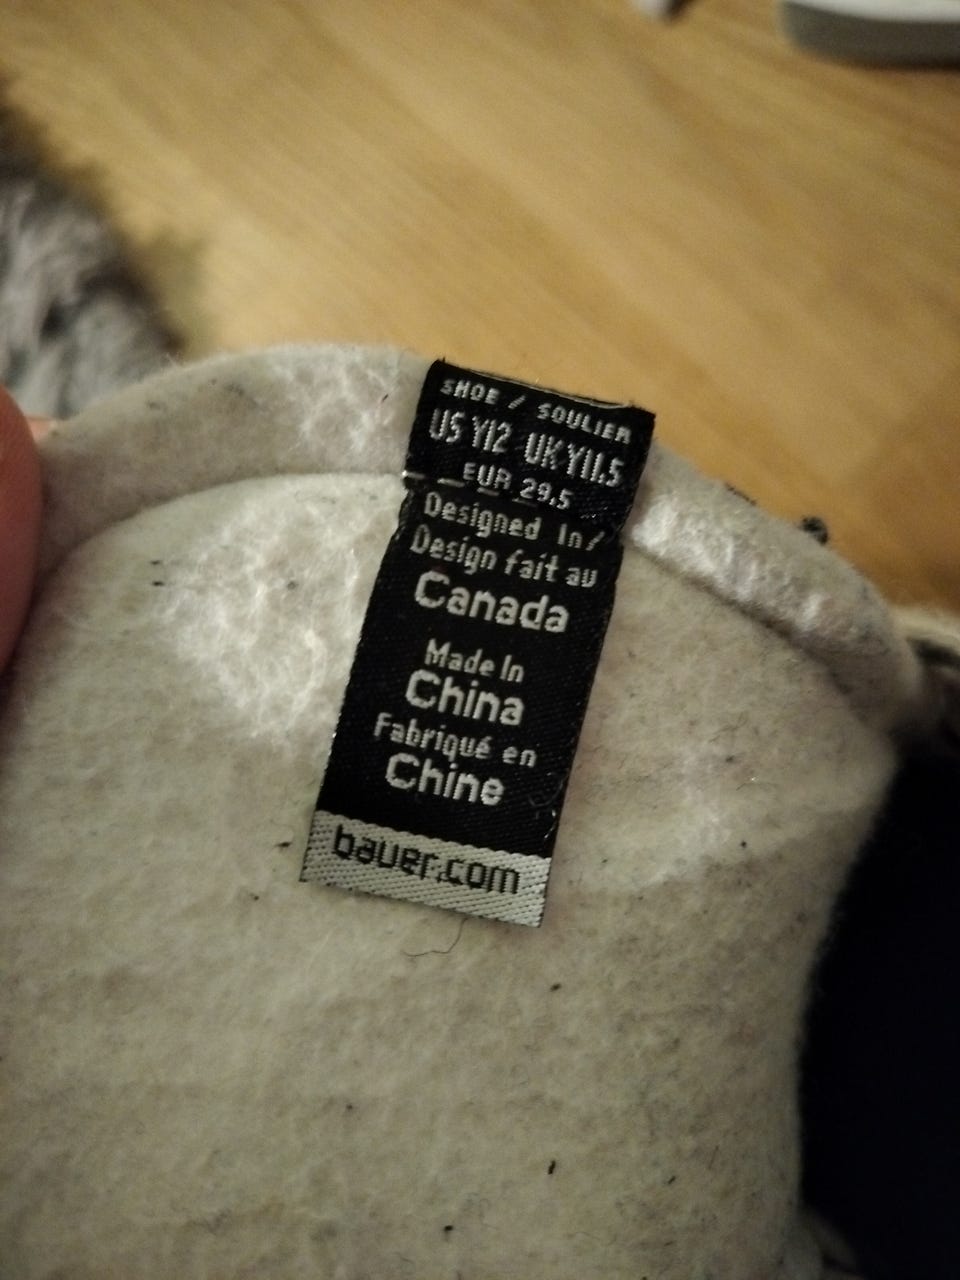 SHOE / SOULIER
US Y12 UK Y11.5
EUR 29.5
Designed In/
Design fait au
Canada
Made In
China
Fabriqué en
Chine
bauer.com